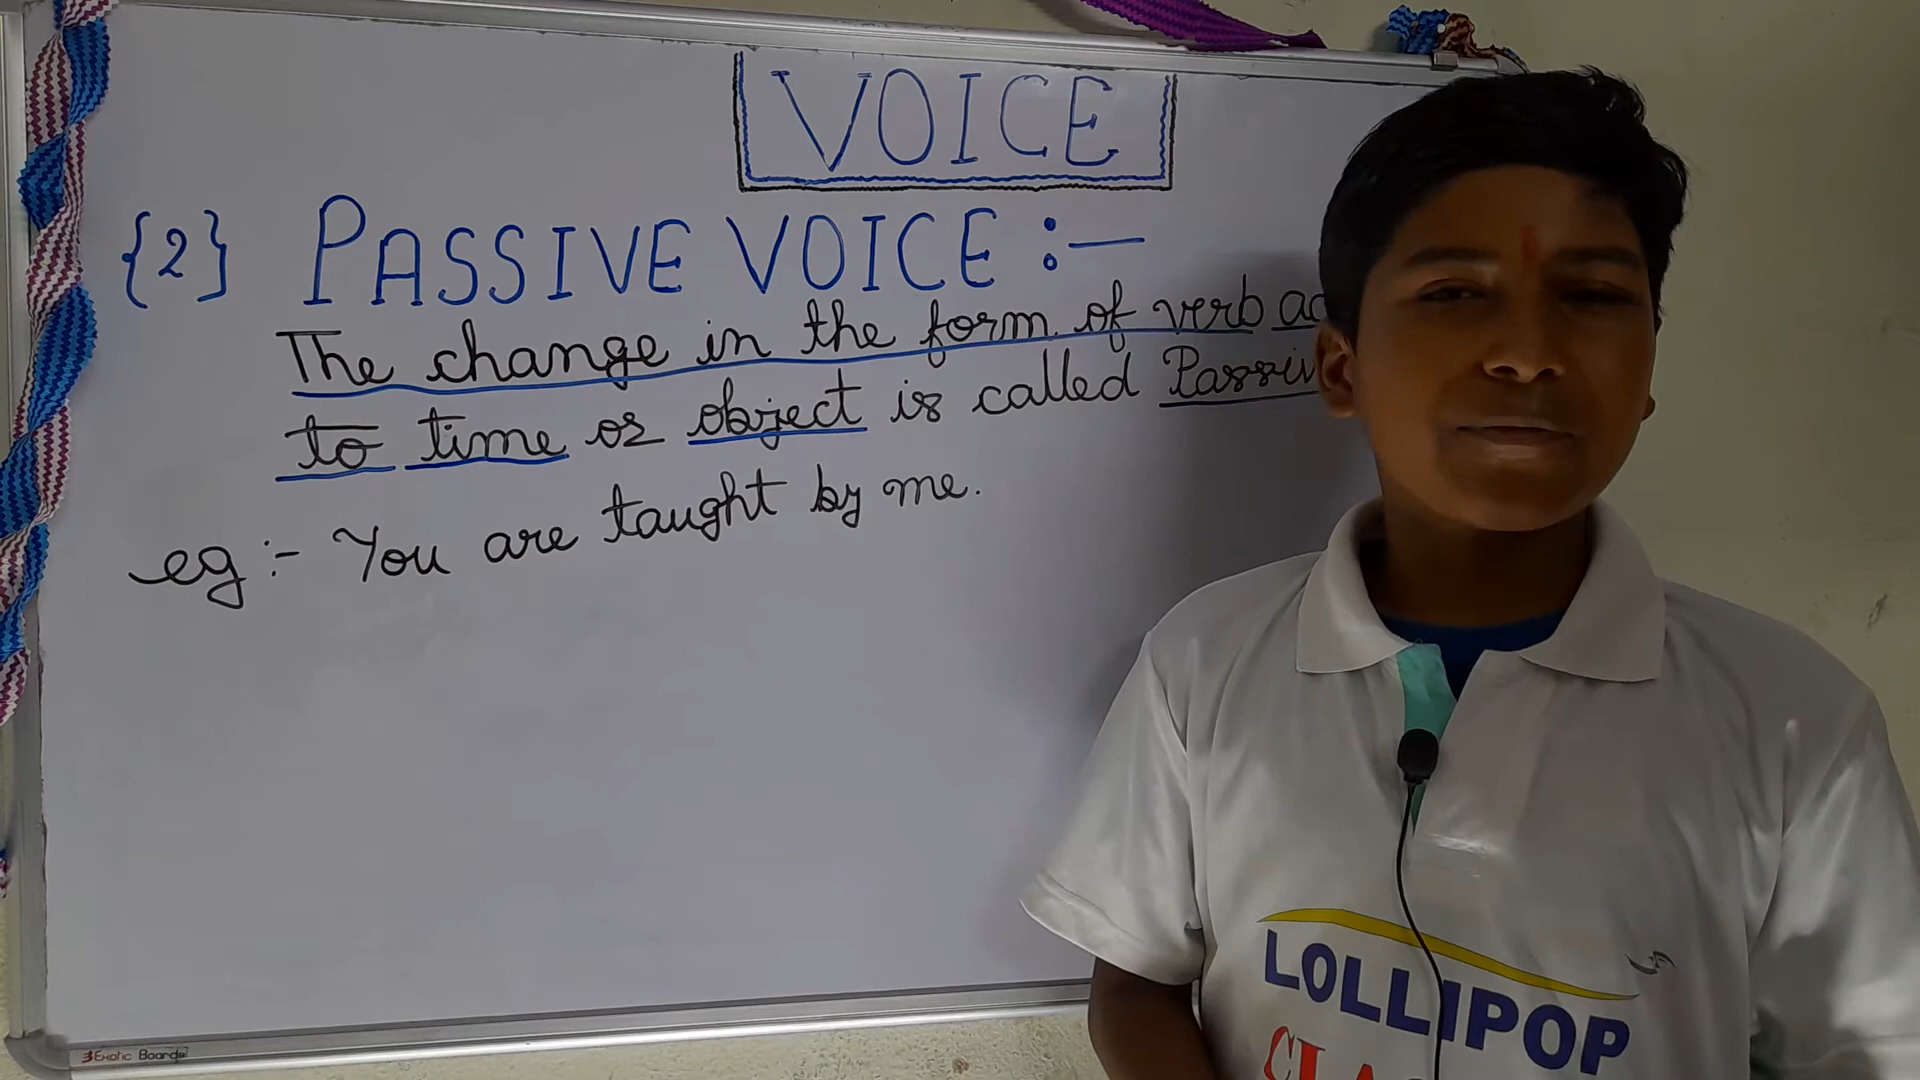 VOICE
{2} PASSIVE VOICE :-
The change in the form of verb
to time or object is called
eg :- You are taught by me.
LOLLIPOP
Exotic Boards